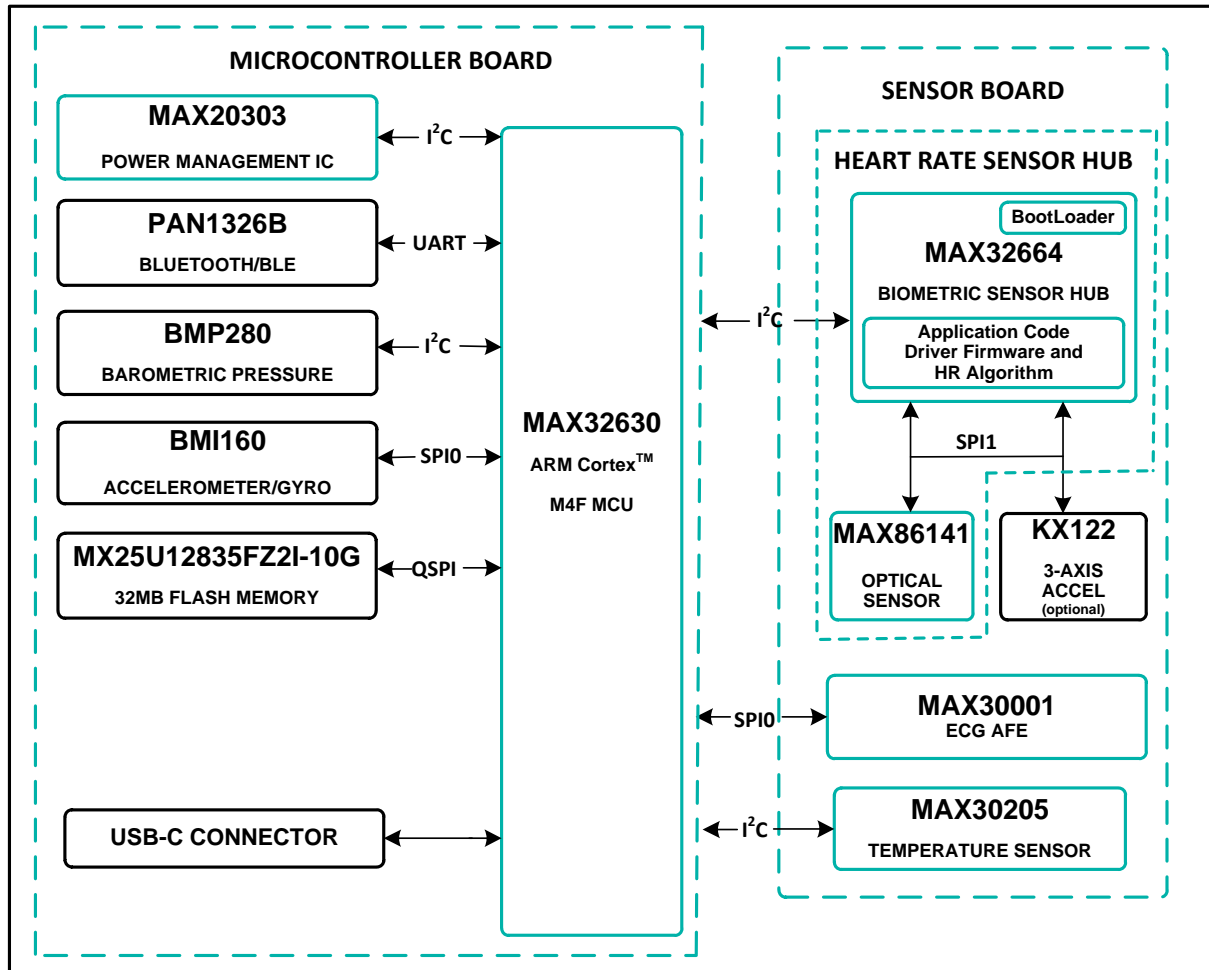 MICROCONTROLLER BOARD
MAX20303
POWER MANAGEMENT IC
I²C
PAN1326B
BLUETOOTH/BLE
UART
BMP280
BAROMETRIC PRESSURE
I²C
BMI160
ACCELEROMETER/GYRO
SPI0
MX25U12835FZ2I-10G
32MB FLASH MEMORY
QSPI
USB-C CONNECTOR
MAX32630
ARM Cortex™
M4F MCU
I²C
SPI0
I²C
SENSOR BOARD
HEART RATE SENSOR HUB
BootLoader
MAX32664
BIOMETRIC SENSOR HUB
Application Code
Driver Firmware and
HR Algorithm
SPI1
MAX86141
OPTICAL
SENSOR
KX122
3-AXIS
ACCEL
(optional)
MAX30001
ECG AFE
MAX30205
TEMPERATURE SENSOR